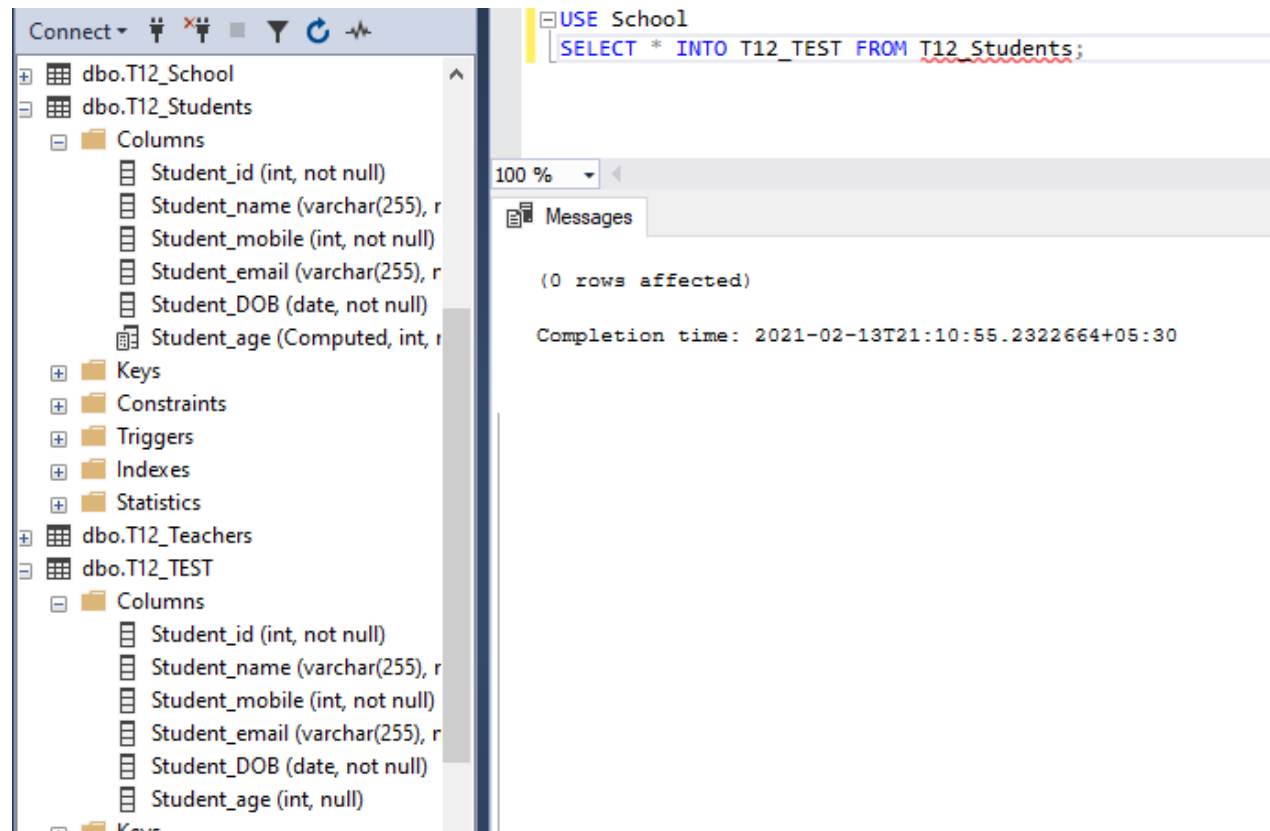 Connect
dbo.T12_School
dbo.T12_Students
Columns
Student_id (int, not null)
Student_name (varchar(255), r
Student_mobile (int, not null)
Student_email (varchar(255), r
Student_DOB (date, not null)
Student_age (Computed, int, r
Keys
Constraints
Triggers
Indexes
Statistics
dbo.T12_Teachers
dbo.T12_TEST
Columns
Student_id (int, not null)
Student_name (varchar(255), r
Student_mobile (int, not null)
Student_email (varchar(255), r
Student_DOB (date, not null)
Student_age (int, null)
Keys
USE School
SELECT * INTO T12_TEST FROM T12_Students;
100 %
Messages
(0 rows affected)
Completion time: 2021-02-13T21:10:55.2322664+05:30